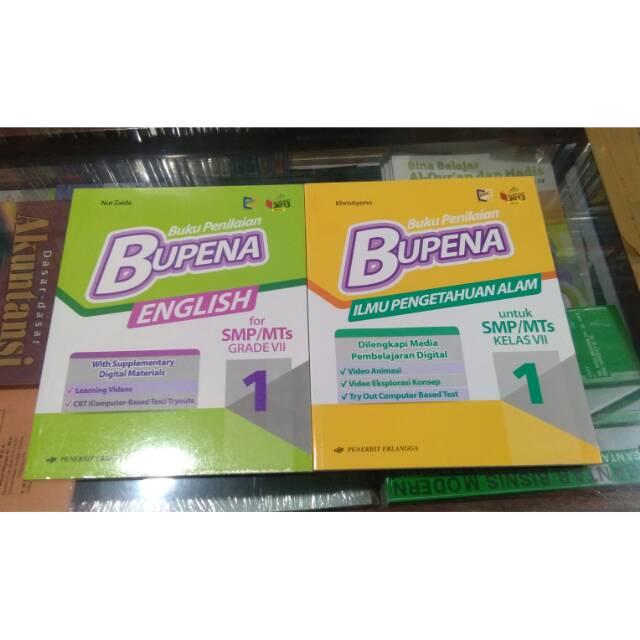 Nur Zaida
2013
Buku Penilaian
BUPENA
ENGLISH
for
SMP/MTs
GRADE VII
1
With Supplementary
Digital Materials
Learning Videos
CBT (Computer-Based Test) Tryouts
PENERBIT
Khristiyono
2013
Buku Penilaian
BUPENA
ILMU PENGETAHUAN ALAM
untuk
SMP/MTs
KELAS VII
1
Dilengkapi Media
Pembelajaran Digital
Video Animasi
Video Eksplorasi Konsep
Try Out Computer Based Test
PENERBIT ERLANGGA
Dasar-dasar
Akuntansi
Bina Belajar
Al-Qur'an dan Hadis
BISNIS MODERN